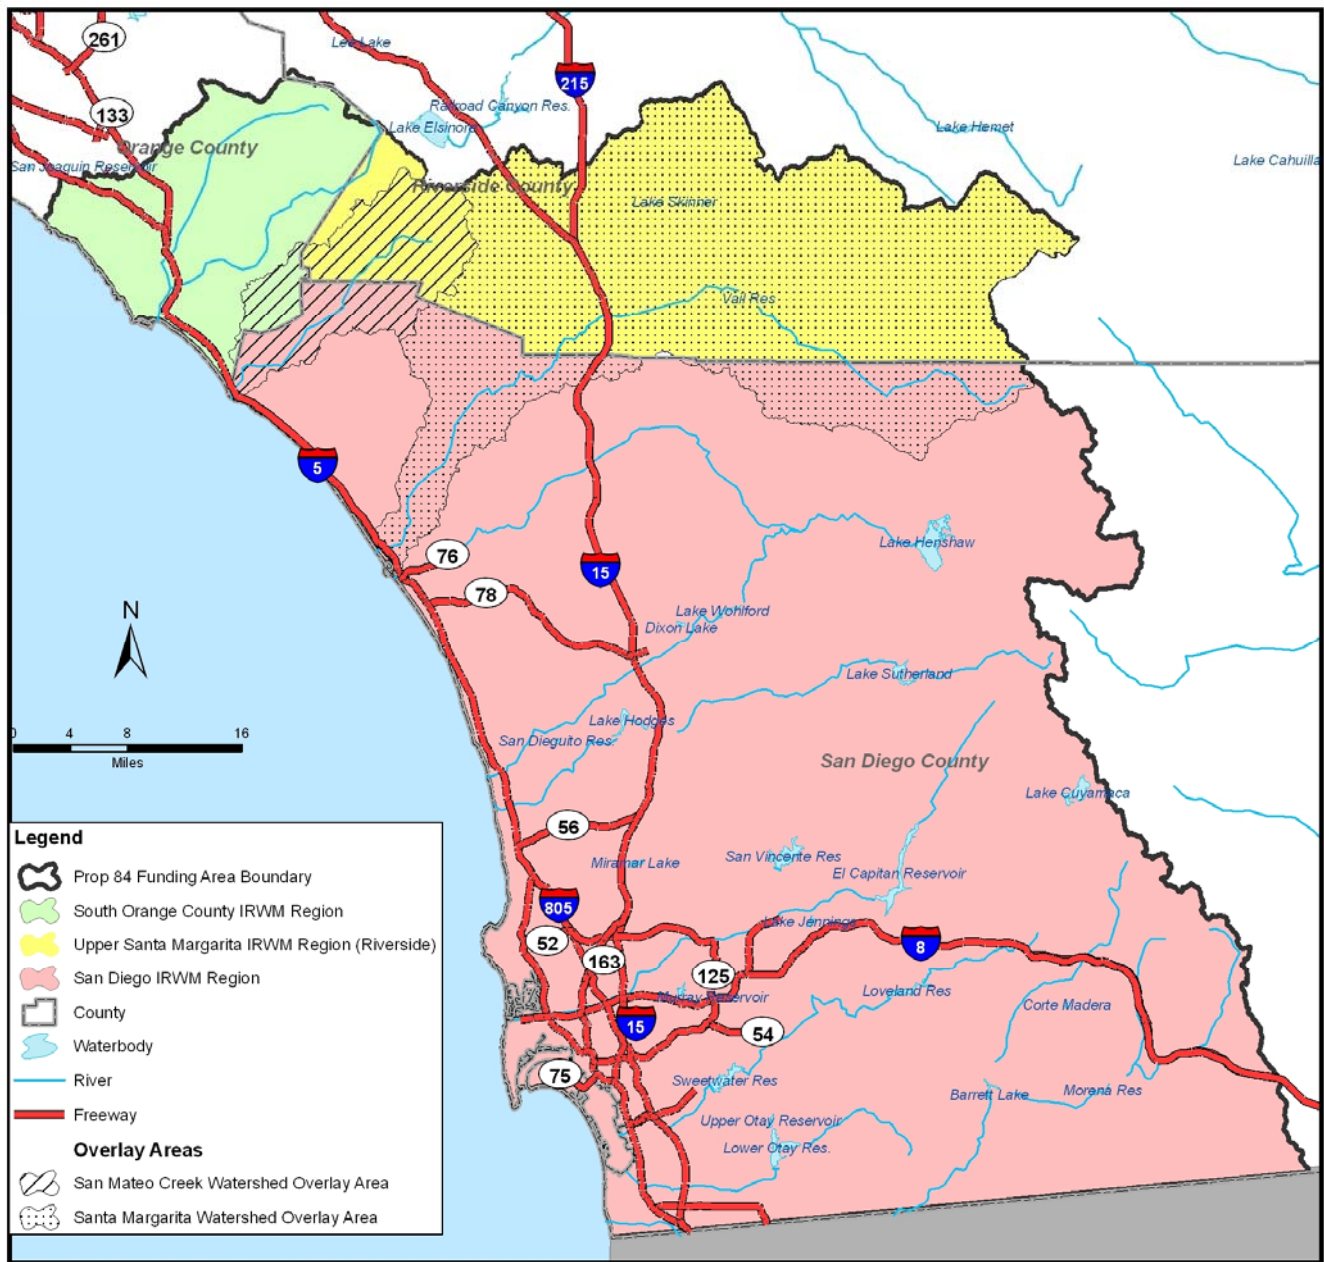 261
Lee Lake
215
133
Railroad Canyon Res.
Lake Elsinore
Lake Hemet
Orange County
San Joaquin Reservoir
Lake Cahuilla
Riverside County
Lake Skinner
Vail Res
5
76
Lake Henshaw
15
78
N
Lake Wohlford
Dixon Lake
Lake Sutherland
Lake Hodges
San Dieguito Res.
0 4 8 16
Miles
San Diego County
Lake Cuyamaca
56
Miramar Lake
San Vincente Res
El Capitan Reservoir
805
Lake Jennings
52
8
163
125
Murray Reservoir
Loveland Res
Corte Madera
15
54
75
Sweetwater Res
Barrett Lake
Morena Res
Upper Otay Reservoir
Lower Otay Res.
Legend
Prop 84 Funding Area Boundary
South Orange County IRWM Region
Upper Santa Margarita IRWM Region (Riverside)
San Diego IRWM Region
County
Waterbody
River
Freeway
Overlay Areas
San Mateo Creek Watershed Overlay Area
Santa Margarita Watershed Overlay Area